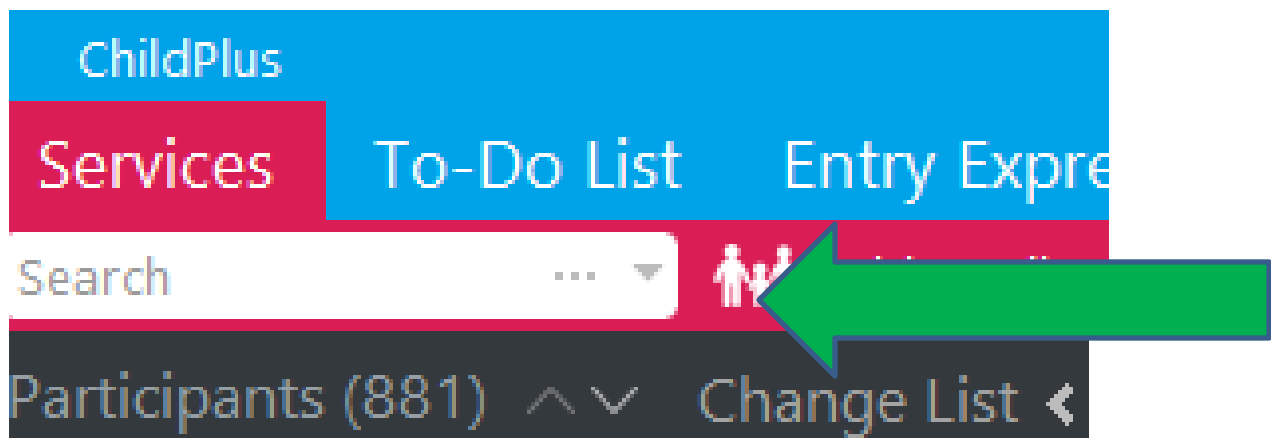 ChildPlus
Services To-Do List Entry Expre
Search ...
Participants (881) Change List